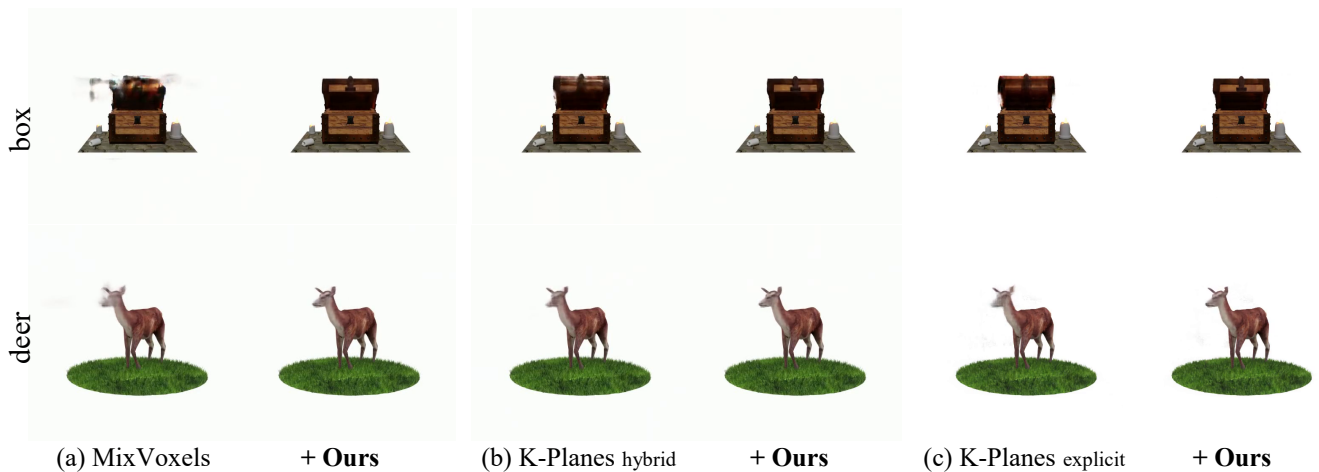 box
deer
(a) MixVoxels + Ours (b) K-Planes hybrid + Ours (c) K-Planes explicit + Ours